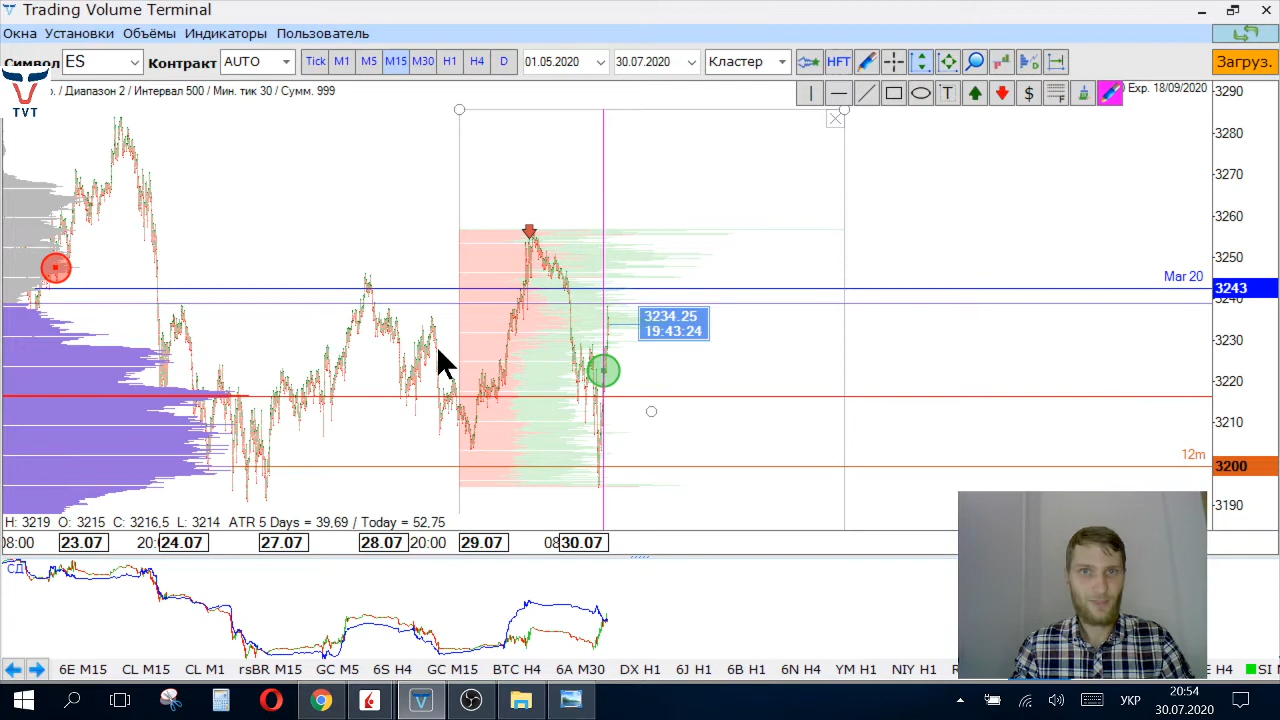 Trading Volume Terminal
Окна Установки Объёмы Индикаторы Пользователь
Символ ES Контракт AUTO Tick M1 M5 M15 M30 H1 H4 D 01.05.2020 30.07.2020 Кластер HFT Загруз.
TVT
/ Диапазон 2 / Интервал 500 / Мин. тик 30 / Сумм. 999
T $ F Exp. 18/09/2020
3290
3280
3270
3260
3250
Mar 20
3243
3240
3234.25
19:43:24
3230
3220
3210
12m
3200
3190
H: 3219 O: 3215 C: 3216,5 L: 3214 ATR 5 Days = 39,69 / Today = 52,75
08:00 23.07 20:0 24.07 27.07 28.07 20:00 29.07 08 30.07
СД
6E M15 CL M15 CL M1 rsBR M15 GC M5 6S H4 GC M15 BTC H4 6A M30 DX H1 6J H1 6B H1 6N H4 YM H1 NIY H1 E H4 SI M
УКР
20:54
30.07.2020